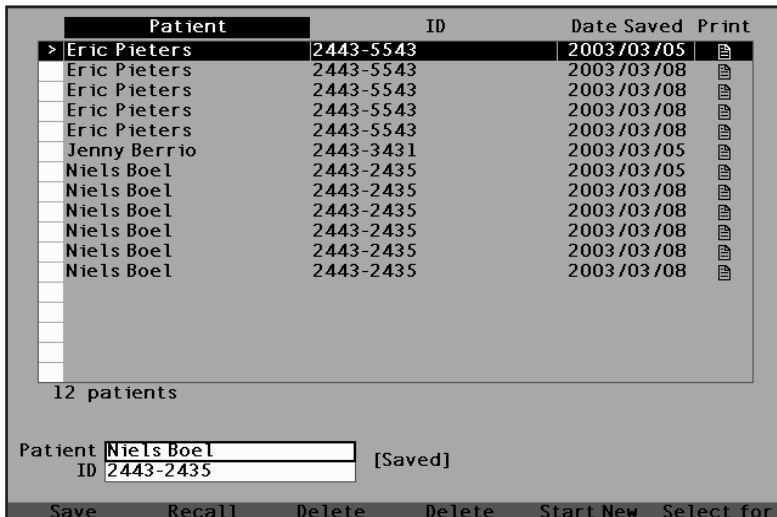 Patient ID Date Saved Print
> Eric Pieters 2443-5543 2003/03/05
Eric Pieters 2443-5543 2003/03/08
Eric Pieters 2443-5543 2003/03/08
Eric Pieters 2443-5543 2003/03/08
Eric Pieters 2443-5543 2003/03/08
Jenny Berrio 2443-3431 2003/03/05
Niels Boel 2443-2435 2003/03/05
Niels Boel 2443-2435 2003/03/08
Niels Boel 2443-2435 2003/03/08
Niels Boel 2443-2435 2003/03/08
Niels Boel 2443-2435 2003/03/08
Niels Boel 2443-2435 2003/03/08
12 patients
Patient Niels Boel [Saved]
ID 2443-2435
Save Recall Delete Delete Start New Select for